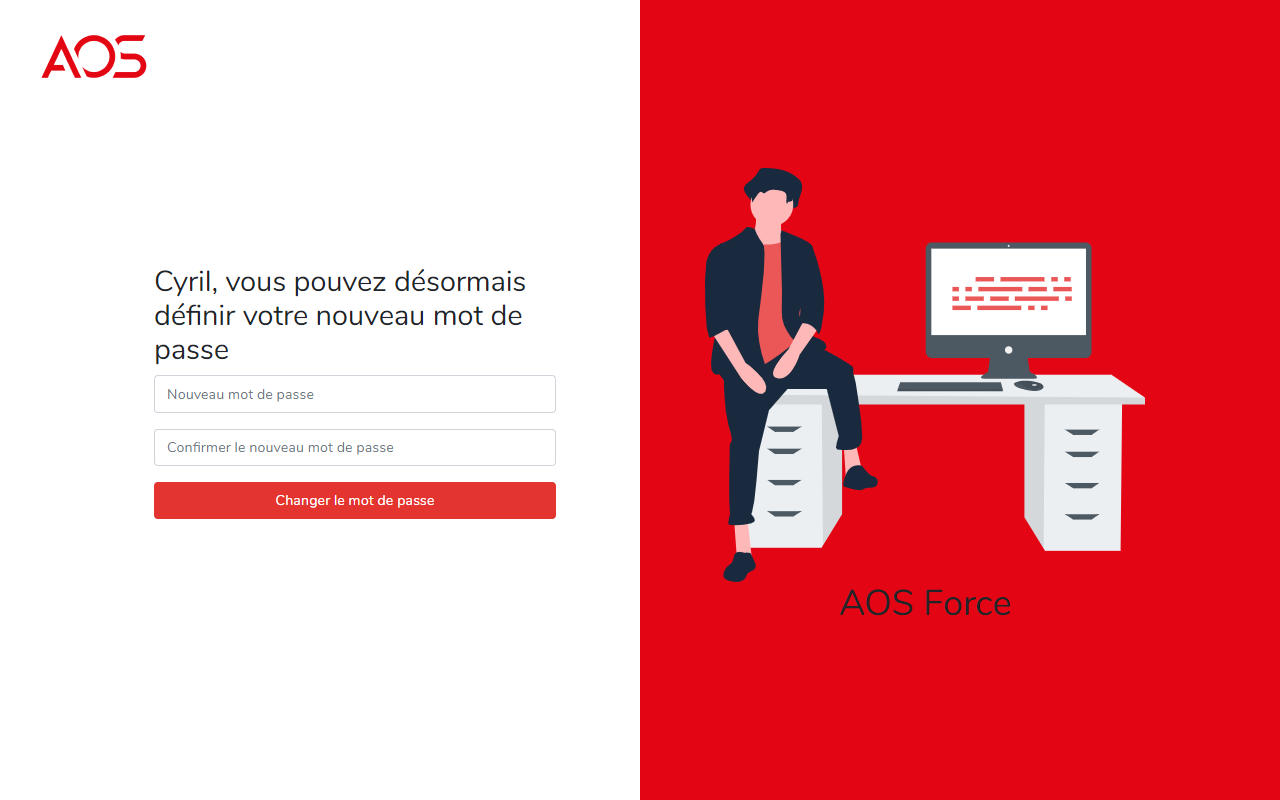 AOS
Cyril, vous pouvez désormais
définir votre nouveau mot de
passe
Nouveau mot de passe
Confirmer le nouveau mot de passe
Changer le mot de passe
AOS Force